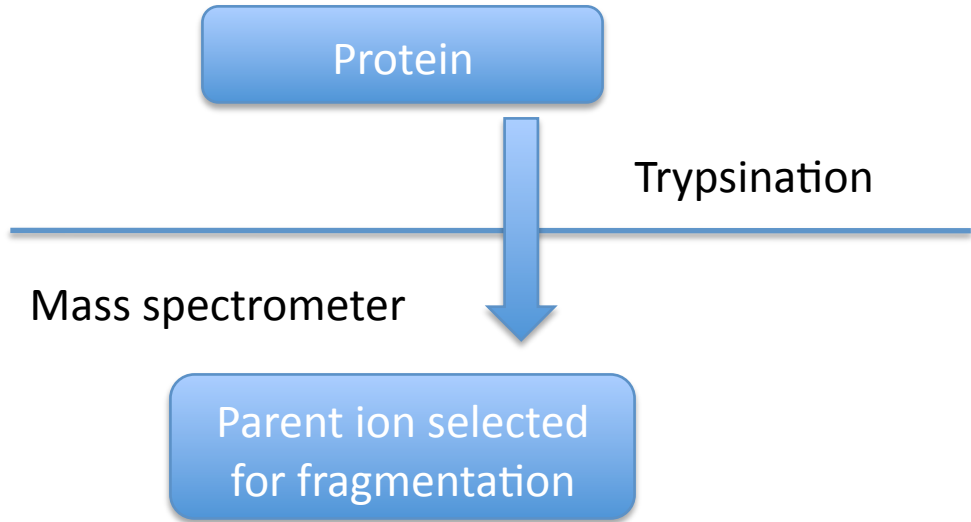 Protein
Trypsination
Mass spectrometer
Parent ion selected
for fragmentation